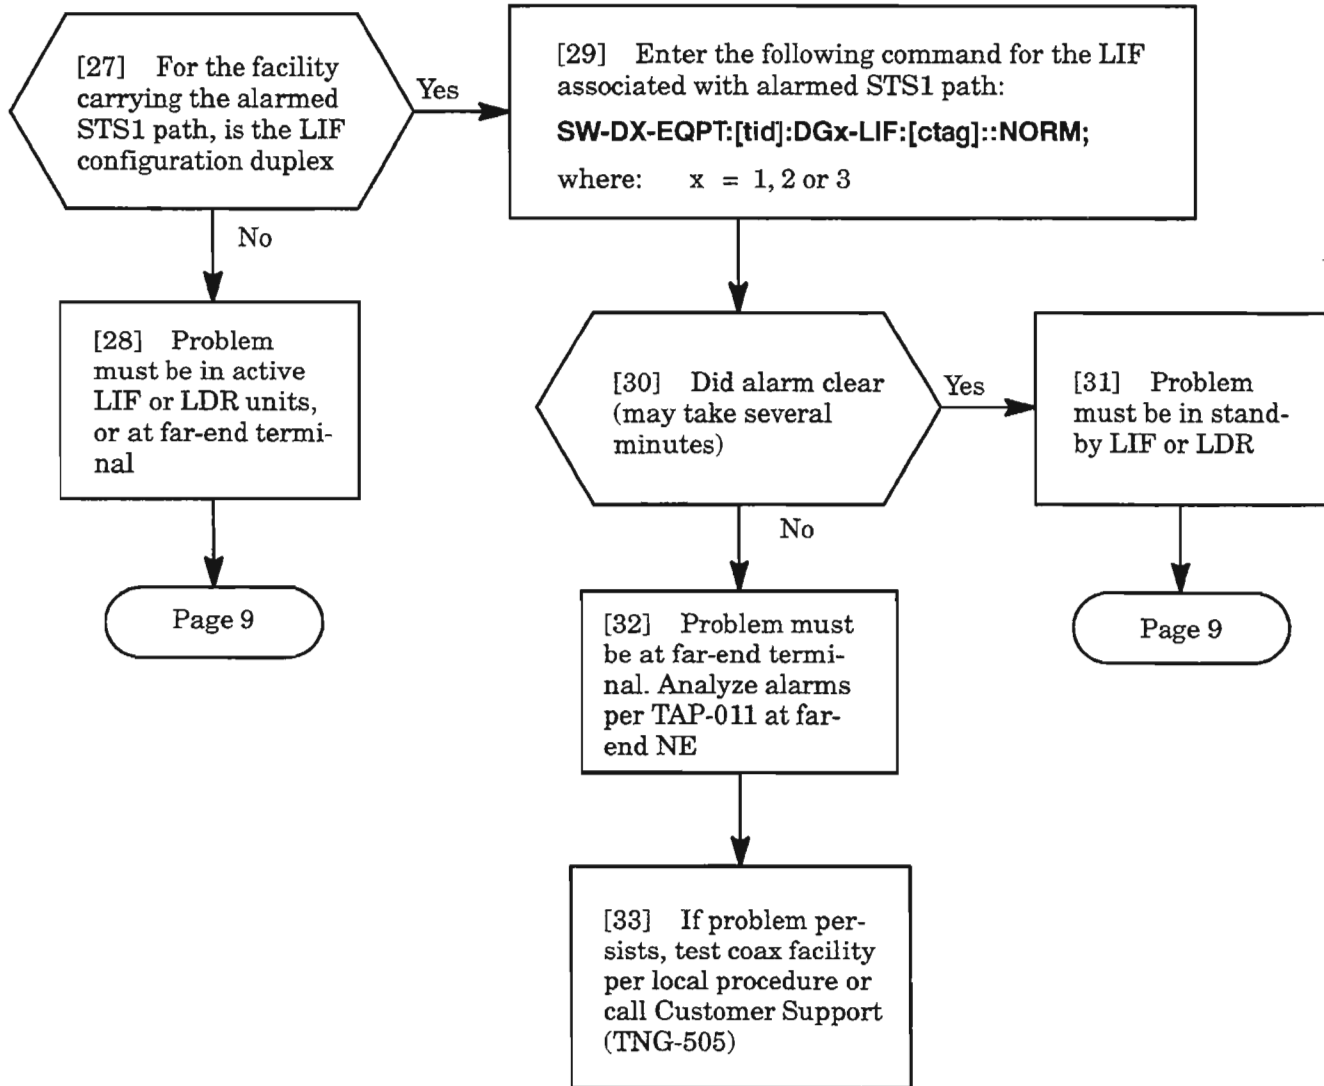 [27] For the facility
carrying the alarmed
STS1 path, is the LIF
configuration duplex
Yes
No
[29] Enter the following command for the LIF
associated with alarmed STS1 path:
SW-DX-EQPT:[tid]:DGx-LIF:[ctag]::NORM;
where: x = 1, 2 or 3
[28] Problem
must be in active
LIF or LDR units,
or at far-end termi-
nal
Page 9
[30] Did alarm clear
(may take several
minutes)
Yes
No
[31] Problem
must be in stand-
by LIF or LDR
Page 9
[32] Problem must
be at far-end termi-
nal. Analyze alarms
per TAP-011 at far-
end NE
[33] If problem per-
sists, test coax facility
per local procedure or
call Customer Support
(TNG-505)